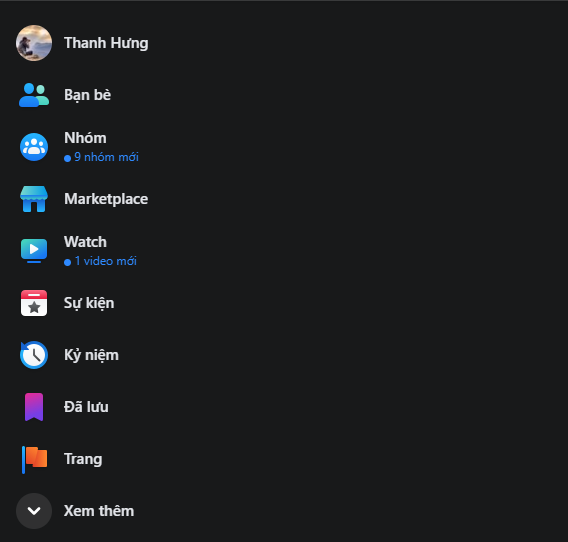 Thanh Hưng
Bạn bè
Nhóm
9 nhóm mới
Marketplace
Watch
1 video mới
Sự kiện
Kỷ niệm
Đã lưu
Trang
Xem thêm